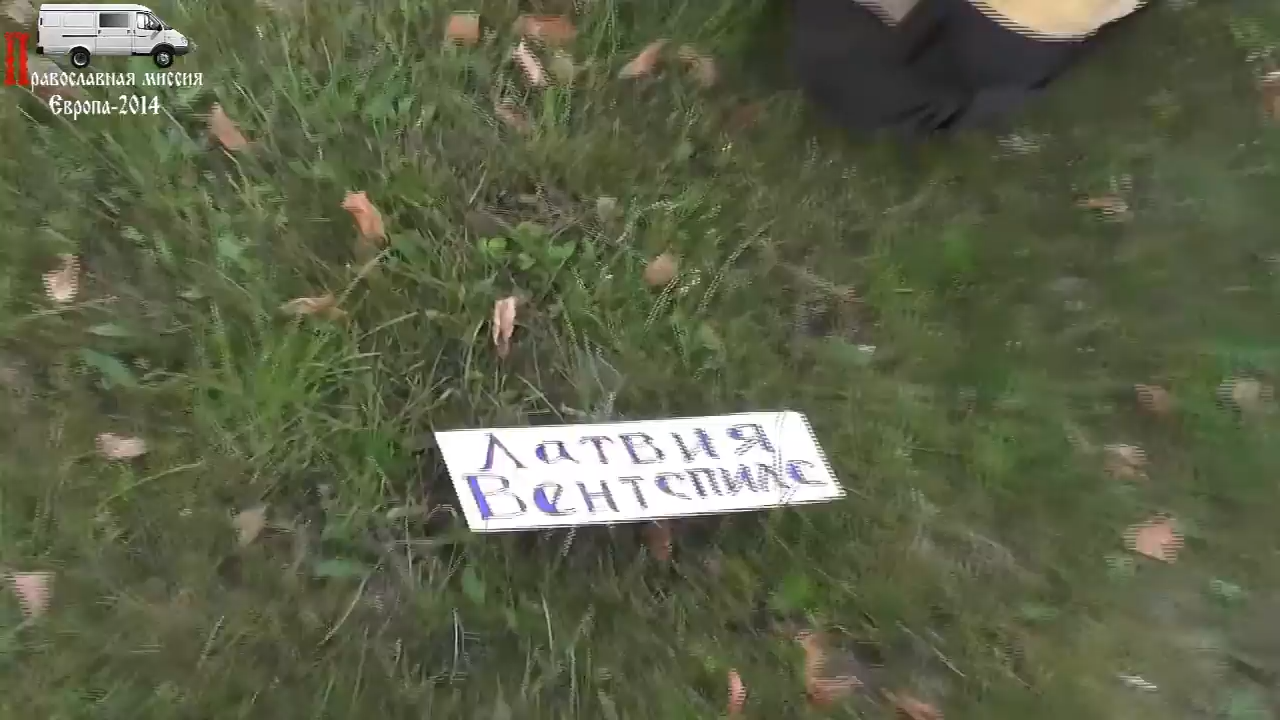 Православная миссия
Европа-2014
Латвия
Вентспилс